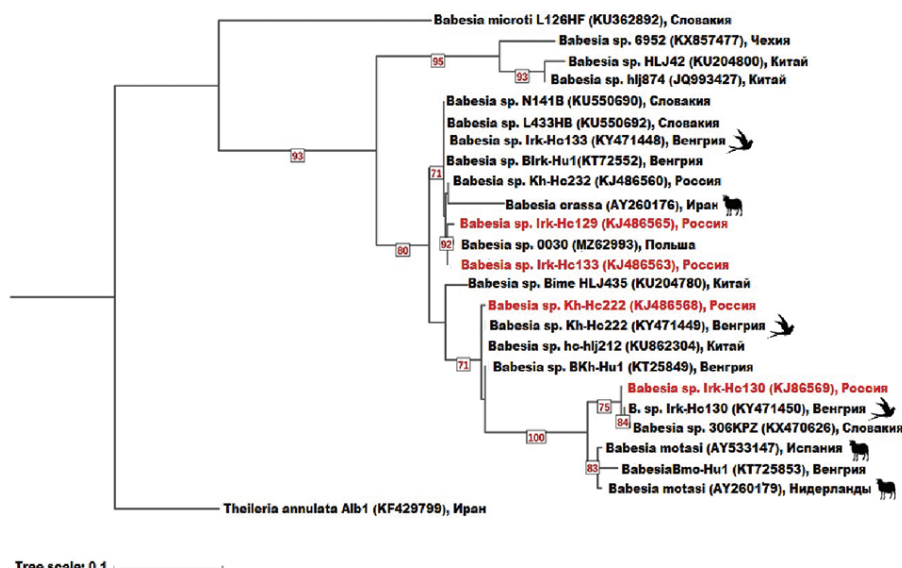 Babesia microti L126HF (KU362892), Словакия
Babesia sp. 6952 (KX857477), Чехия
95
Babesia sp. HLJ42 (KU204800), Китай
93
Babesia sp. hlj874 (JQ993427), Китай
Babesia sp. N141B (KU550690), Словакия
Babesia sp. L433HB (KU550692), Словакия
Babesia sp. Irk-Hc133 (KY471448), Венгрия
93
Babesia sp. BIrk-Hu1(KT72552), Венгрия
71
Babesia sp. Kh-Hc232 (KJ486560), Россия
Babesia crassa (AY260176), Иран
Babesia sp. Irk-Hc129 (KJ486565), Россия
92
Babesia sp. 0030 (MZ62993), Польша
80
Babesia sp. Irk-Hc133 (KJ486563), Россия
Babesia sp. Bime HLJ435 (KU204780), Китай
Babesia sp. Kh-Hc222 (KJ486568), Россия
Babesia sp. Kh-Hc222 (KY471449), Венгрия
Babesia sp. hc-hlj212 (KU862304), Китай
71
Babesia sp. BKh-Hu1 (KT25849), Венгрия
Babesia sp. Irk-Hc130 (KJ86569), Россия
75
B. sp. Irk-Hc130 (KY471450), Венгрия
84
Babesia sp. 306KPZ (KX470626), Словакия
100
Babesia motasi (AY533147), Испания
83
BabesiaBmo-Hu1 (KT725853), Венгрия
Babesia motasi (AY260179), Нидерланды
Theileria annulata Alb1 (KF429799), Иран
Tree scale: 0.1